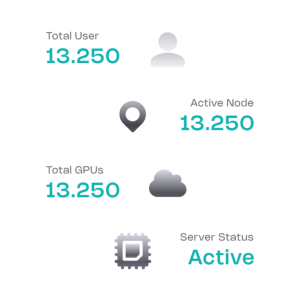 Total User
13.250
Active Node
13.250
Total GPUs
13.250
Server Status
Active